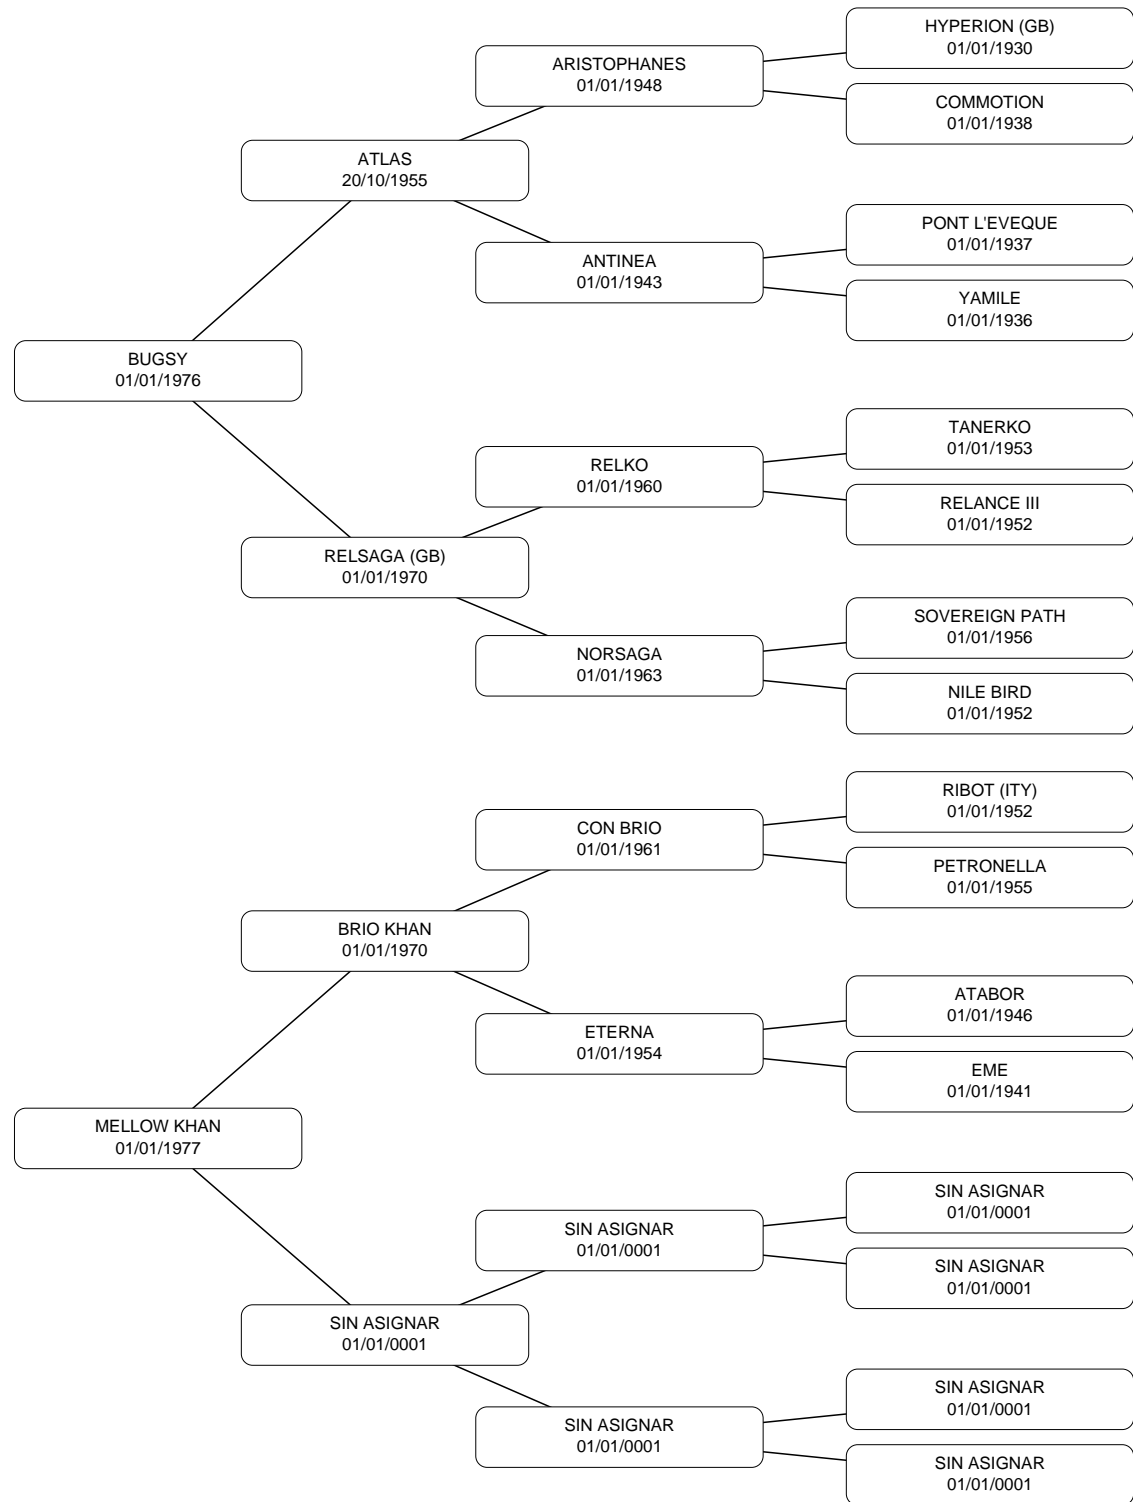 HYPERION (GB)
01/01/1930
ARISTOPHANES
01/01/1948
COMMOTION
01/01/1938
ATLAS
20/10/1955
PONT L'EVEQUE
01/01/1937
ANTINEA
01/01/1943
YAMILE
01/01/1936
BUGSY
01/01/1976
TANERKO
01/01/1953
RELKO
01/01/1960
RELANCE III
01/01/1952
RELSAGA (GB)
01/01/1970
SOVEREIGN PATH
01/01/1956
NORSAGA
01/01/1963
NILE BIRD
01/01/1952
RIBOT (ITY)
01/01/1952
CON BRIO
01/01/1961
PETRONELLA
01/01/1955
BRIO KHAN
01/01/1970
ATABOR
01/01/1946
ETERNA
01/01/1954
EME
01/01/1941
MELLOW KHAN
01/01/1977
SIN ASIGNAR
01/01/0001
SIN ASIGNAR
01/01/0001
SIN ASIGNAR
01/01/0001
SIN ASIGNAR
01/01/0001
SIN ASIGNAR
01/01/0001
SIN ASIGNAR
01/01/0001
SIN ASIGNAR
01/01/0001